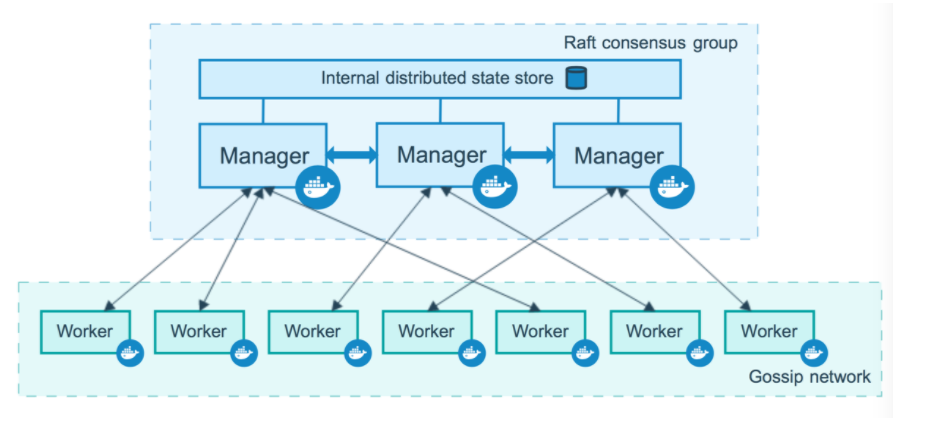 Raft consensus group
Internal distributed state store
Manager
Manager
Manager
Worker
Worker
Worker
Worker
Worker
Worker
Worker
Gossip network